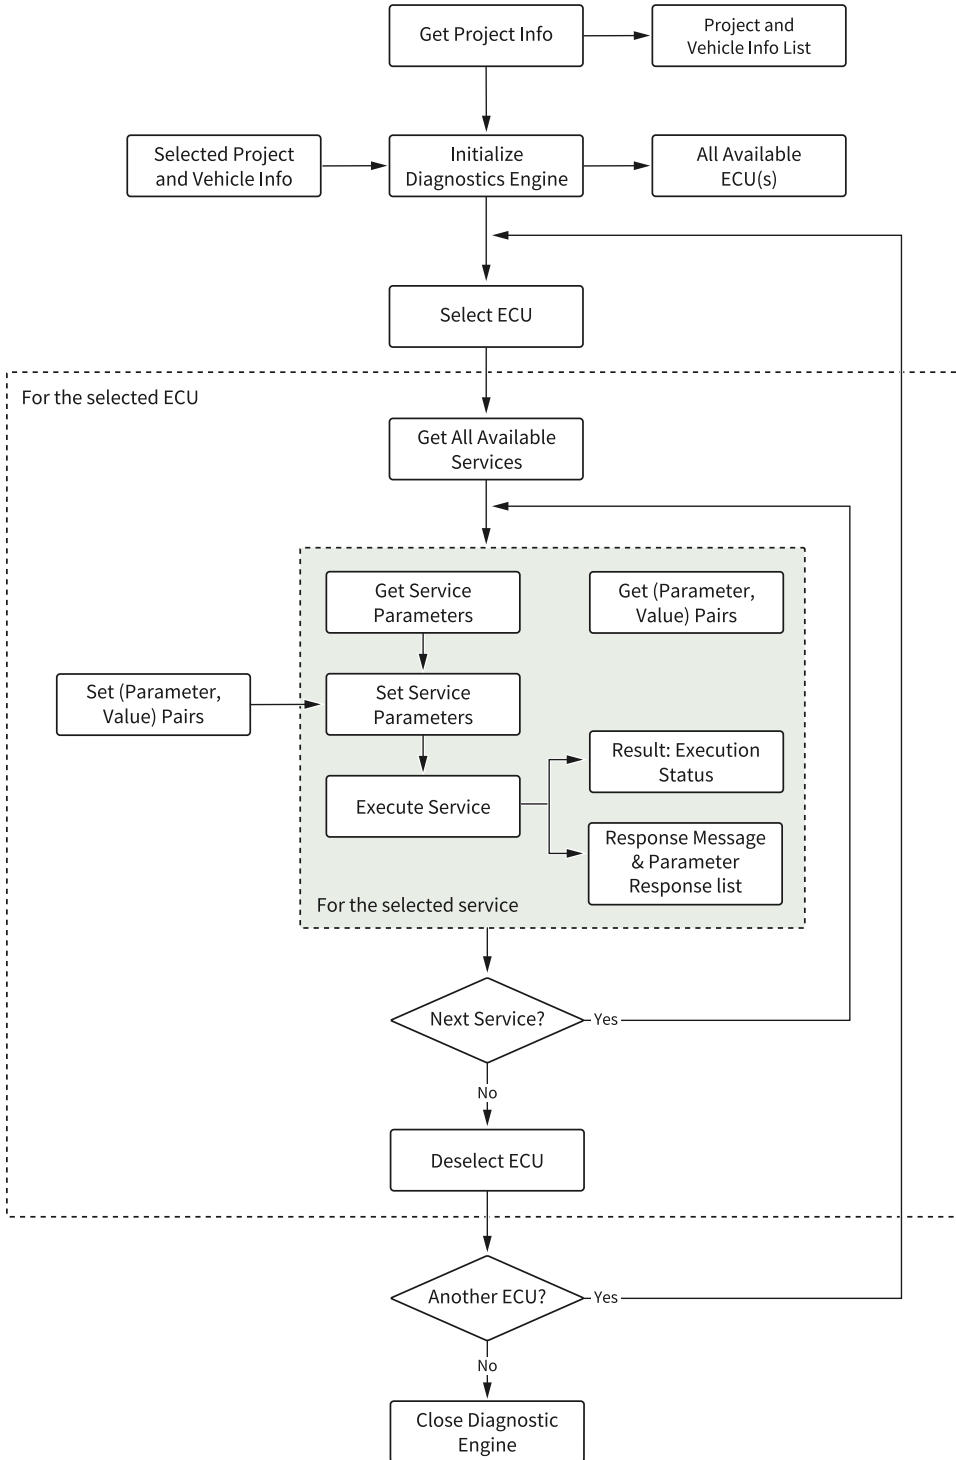 Get Project Info
Project and
Vehicle Info List
Selected Project
and Vehicle Info
Initialize
Diagnostics Engine
All Available
ECU(s)
Select ECU
For the selected ECU
Get All Available
Services
Get Service
Parameters
Get (Parameter,
Value) Pairs
Set (Parameter,
Value) Pairs
Set Service
Parameters
Result: Execution
Status
Execute Service
Response Message
& Parameter
Response list
For the selected service
Next Service?
Yes
No
Deselect ECU
Another ECU?
Yes
No
Close Diagnostic
Engine